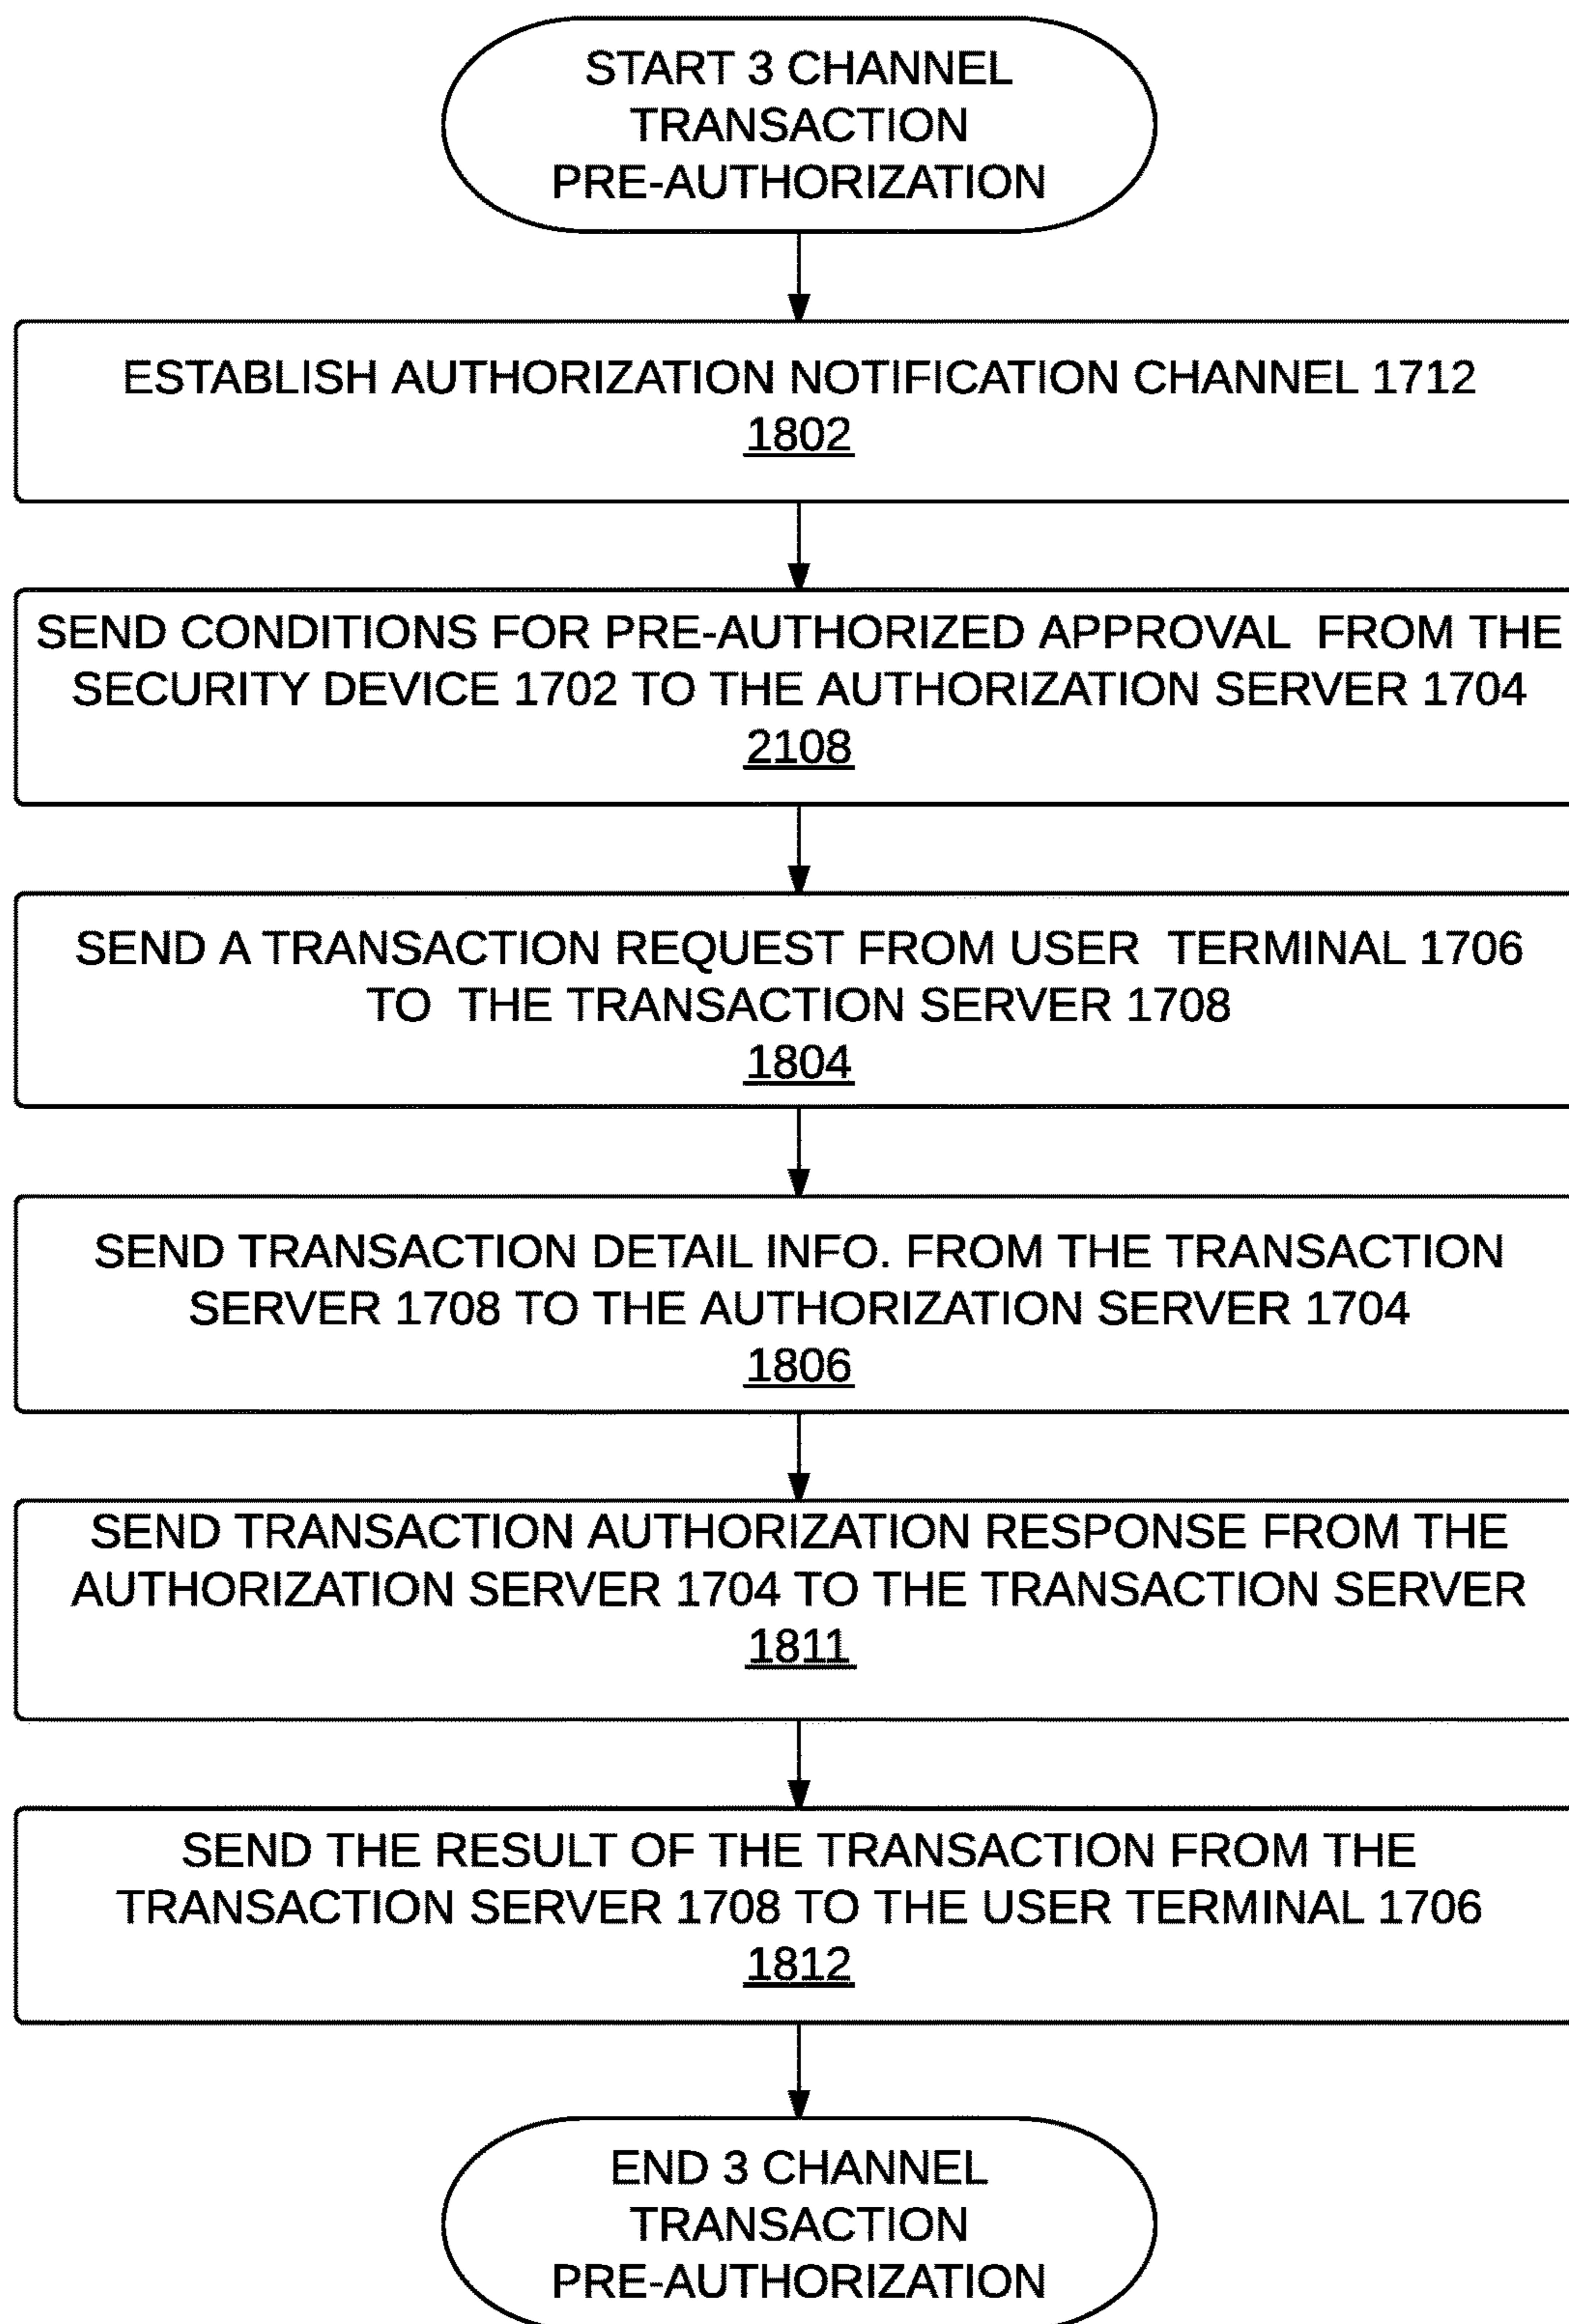 START 3 CHANNEL
TRANSACTION
PRE-AUTHORIZATION
ESTABLISH AUTHORIZATION NOTIFICATION CHANNEL 1712
1802
SEND CONDITIONS FOR PRE-AUTHORIZED APPROVAL FROM THE
SECURITY DEVICE 1702 TO THE AUTHORIZATION SERVER 1704
2108
SEND A TRANSACTION REQUEST FROM USER TERMINAL 1706
TO THE TRANSACTION SERVER 1708
1804
SEND TRANSACTION DETAIL INFO. FROM THE TRANSACTION
SERVER 1708 TO THE AUTHORIZATION SERVER 1704
1806
SEND TRANSACTION AUTHORIZATION RESPONSE FROM THE
AUTHORIZATION SERVER 1704 TO THE TRANSACTION SERVER
1811
SEND THE RESULT OF THE TRANSACTION FROM THE
TRANSACTION SERVER 1708 TO THE USER TERMINAL 1706
1812
END 3 CHANNEL
TRANSACTION
PRE-AUTHORIZATION